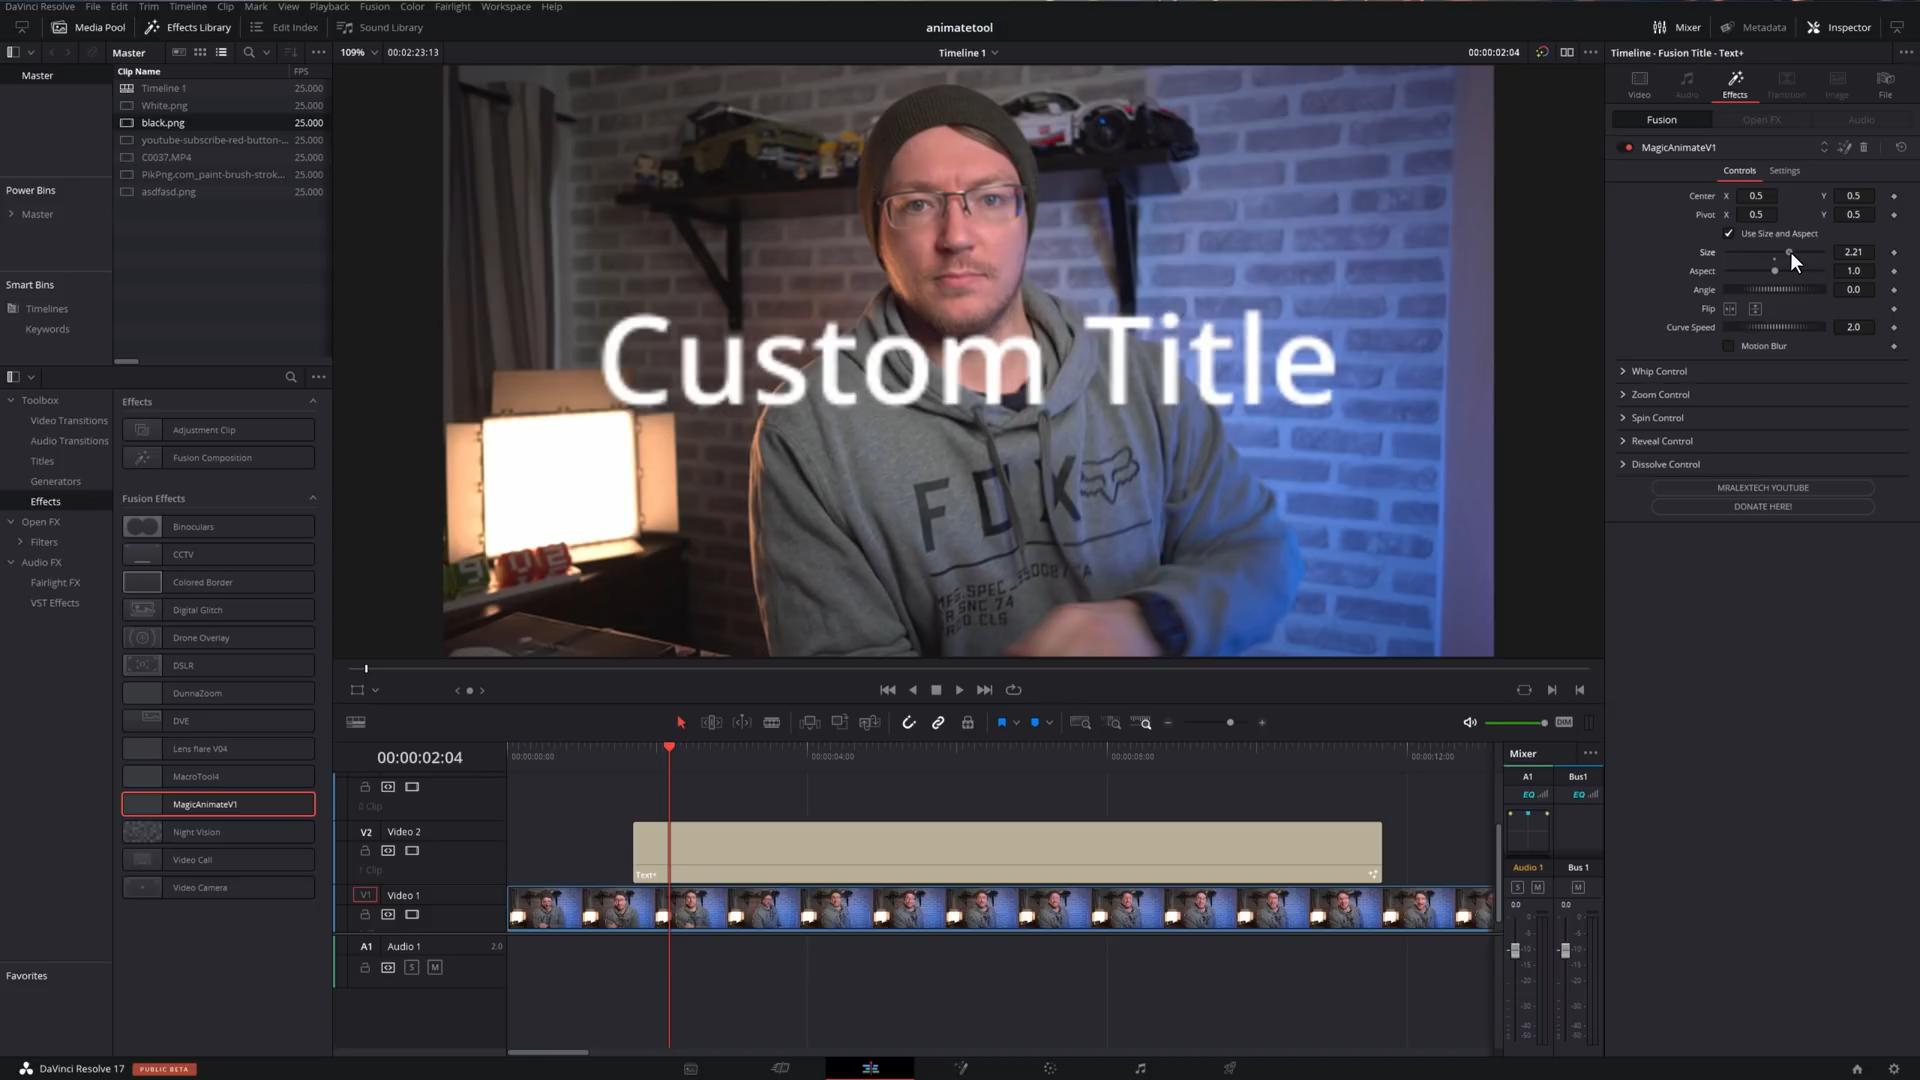 DaVinci Resolve File Edit Trim Timeline Clip Mark View Playback Fusion Color Fairlight Workspace Help
Media Pool Effects Library Edit Index Sound Library animatetool Mixer Metadata Inspector
Master 109% 00:02:23:13 Timeline 1 00:00:02:04 Timeline - Fusion Title - Text+
Master
Clip Name FPS
Timeline 1 25.000
White.png 25.000
black.png 25.000
youtube-subscribe-red-button-... 25.000
C0037.MP4 25.000
PikPng.com_paint-brush-strok... 25.000
asdfasd.png 25.000
Power Bins
Master
Smart Bins
Timelines
Keywords
Video Audio Effects Transition Image File
Fusion Open FX Audio
MagicAnimateV1
Controls Settings
Center X 0.5 Y 0.5
Pivot X 0.5 Y 0.5
Use Size and Aspect
Size 2.21
Aspect 1.0
Angle 0.0
Flip
Curve Speed 2.0
Motion Blur
Whip Control
Zoom Control
Spin Control
Reveal Control
Dissolve Control
MRALEXTECH YOUTUBE
DONATE HERE!
Custom Title
Toolbox
Video Transitions
Audio Transitions
Titles
Generators
Effects
Open FX
Filters
Audio FX
Fairlight FX
VST Effects
Favorites
Effects
Adjustment Clip
Fusion Composition
Fusion Effects
Binoculars
CCTV
Colored Border
Digital Glitch
Drone Overlay
DSLR
DunnaZoom
DVE
Lens flare V04
MacroTool4
MagicAnimateV1
Night Vision
Video Call
Video Camera
DIM
00:00:02:04 00:00:00:00 00:00:04:00 00:00:08:00 00:00:12:00
0 Clip
V2 Video 2
1 Clip
Text+
V1 Video 1
A1 Audio 1 2.0
S M
Mixer
A1 Bus1
EQ EQ
Audio 1 Bus 1
S M M
0.0 0.0
DaVinci Resolve 17 PUBLIC BETA